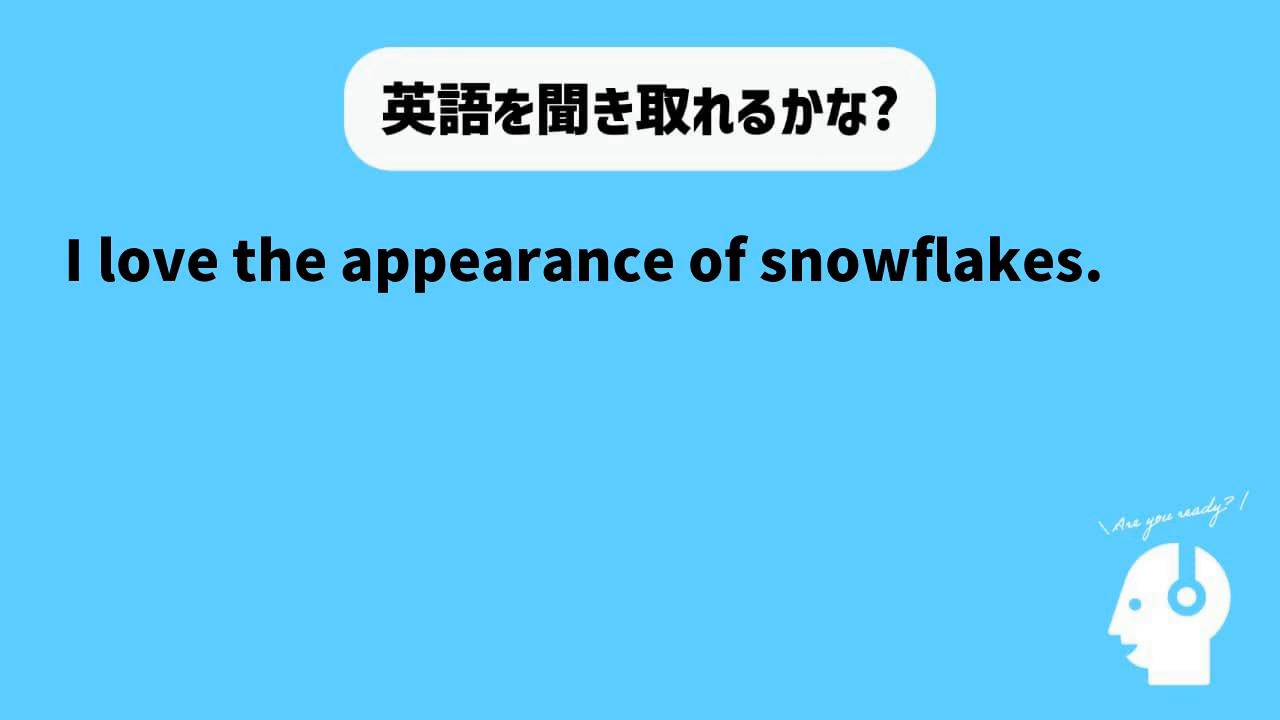 英語を聞き取れるかな?
I love the appearance of snowflakes.
\ Are you ready? /